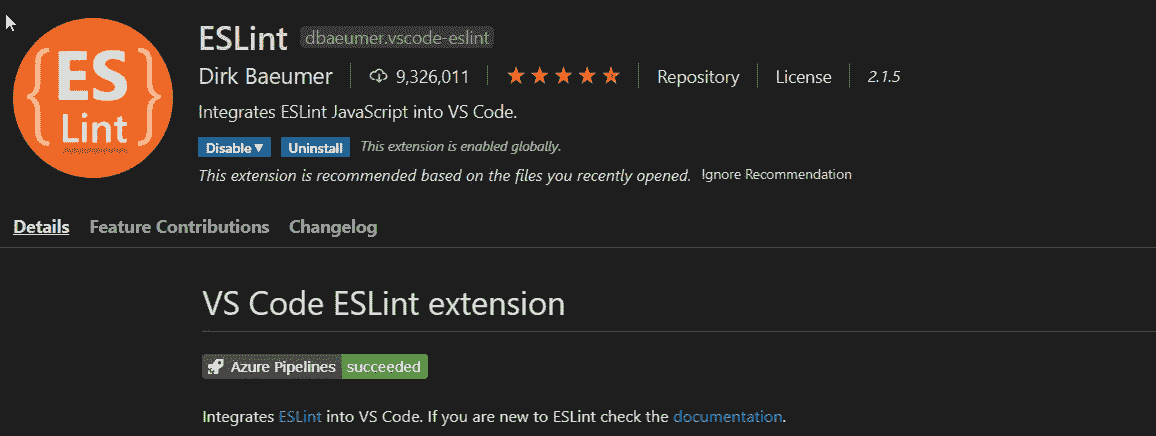 ES
Lint
ESLint dbaeumer.vscode-eslint
Dirk Baeumer 9,326,011 Repository License 2.1.5
Integrates ESLint JavaScript into VS Code.
Disable▼ Uninstall This extension is enabled globally.
This extension is recommended based on the files you recently opened. Ignore Recommendation
Details Feature Contributions Changelog
VS Code ESLint extension
Azure Pipelines succeeded
Integrates ESLint into VS Code. If you are new to ESLint check the documentation.